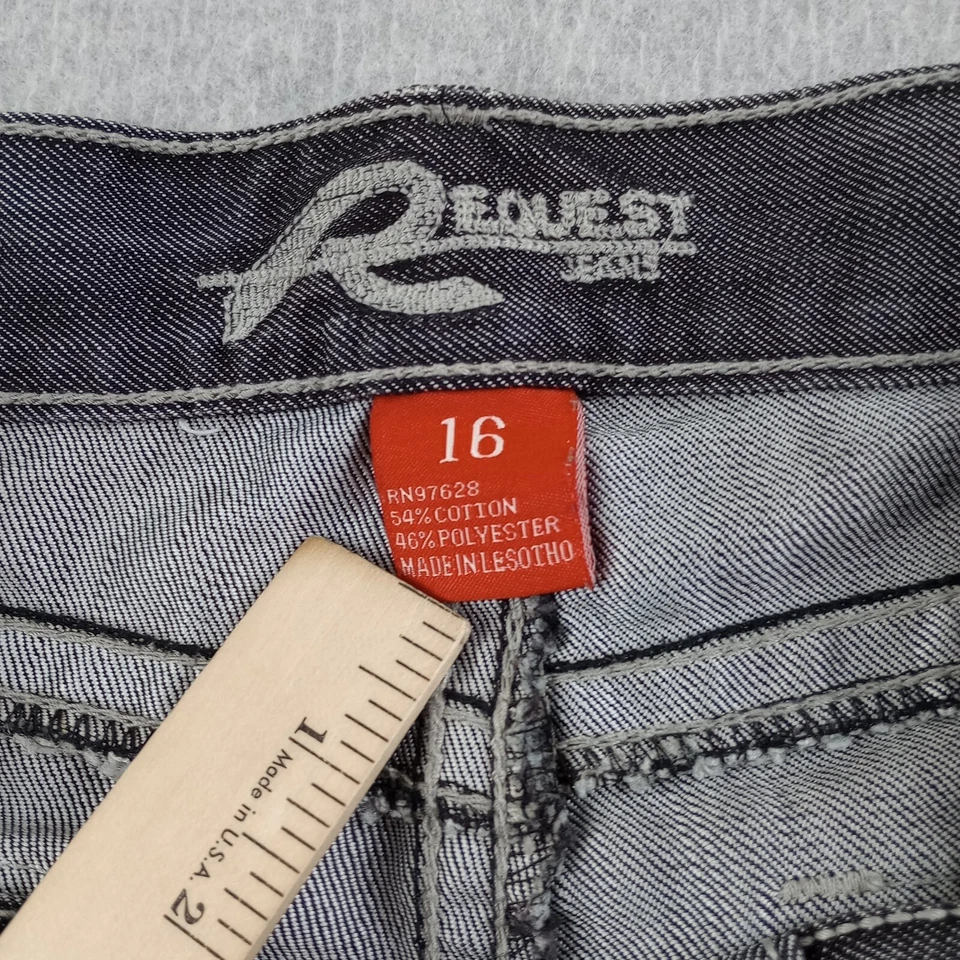 REQUEST
JEANS
16
RN97628
54% COTTON
46% POLYESTER
MADE IN LESOTHO
1
Made in U.S.A.
2